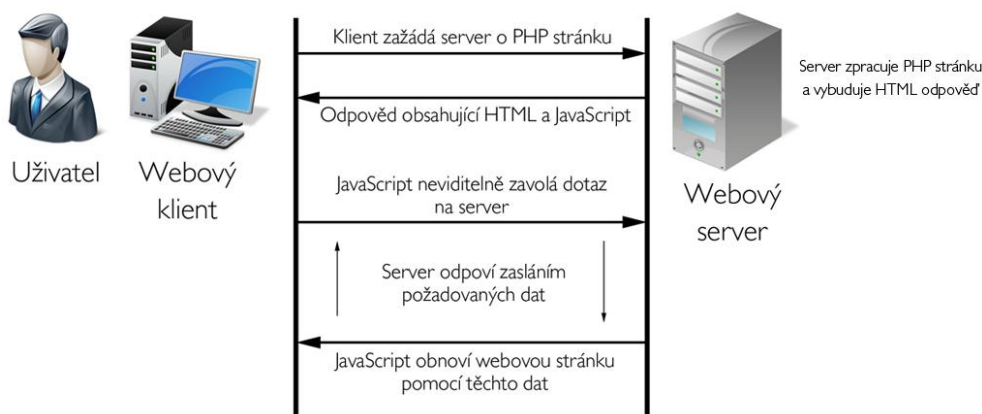 Klient zažádá server o PHP stránku
Server zpracuje PHP stránku
a vybuduje HTML odpověď
Odpověd obsahující HTML a JavaScript
Uživatel
Webový
klient
JavaScript neviditelně zavolá dotaz
na server
Webový
server
Server odpoví zasláním
požadovaných dat
JavaScript obnoví webovou stránku
pomocí těchto dat